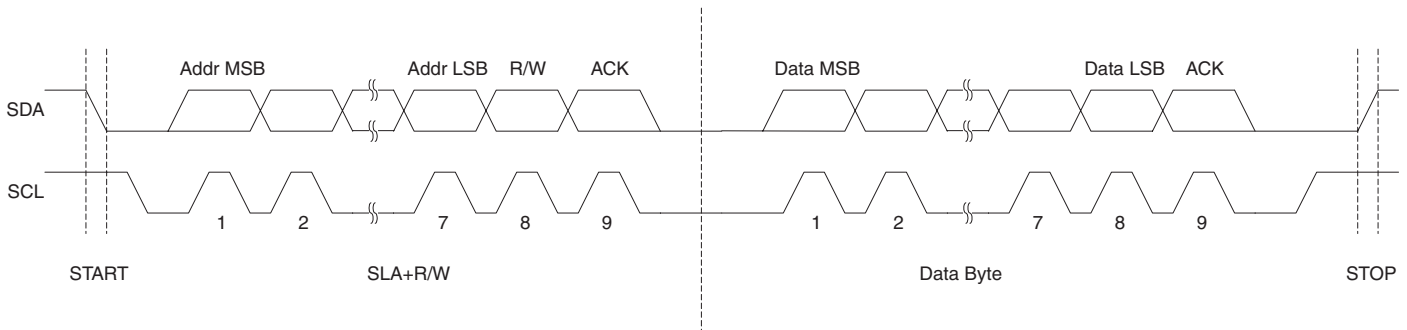 Addr MSB Addr LSB R/W ACK Data MSB Data LSB ACK
SDA
SCL
1 2 7 8 9 1 2 7 8 9
START SLA+R/W Data Byte STOP